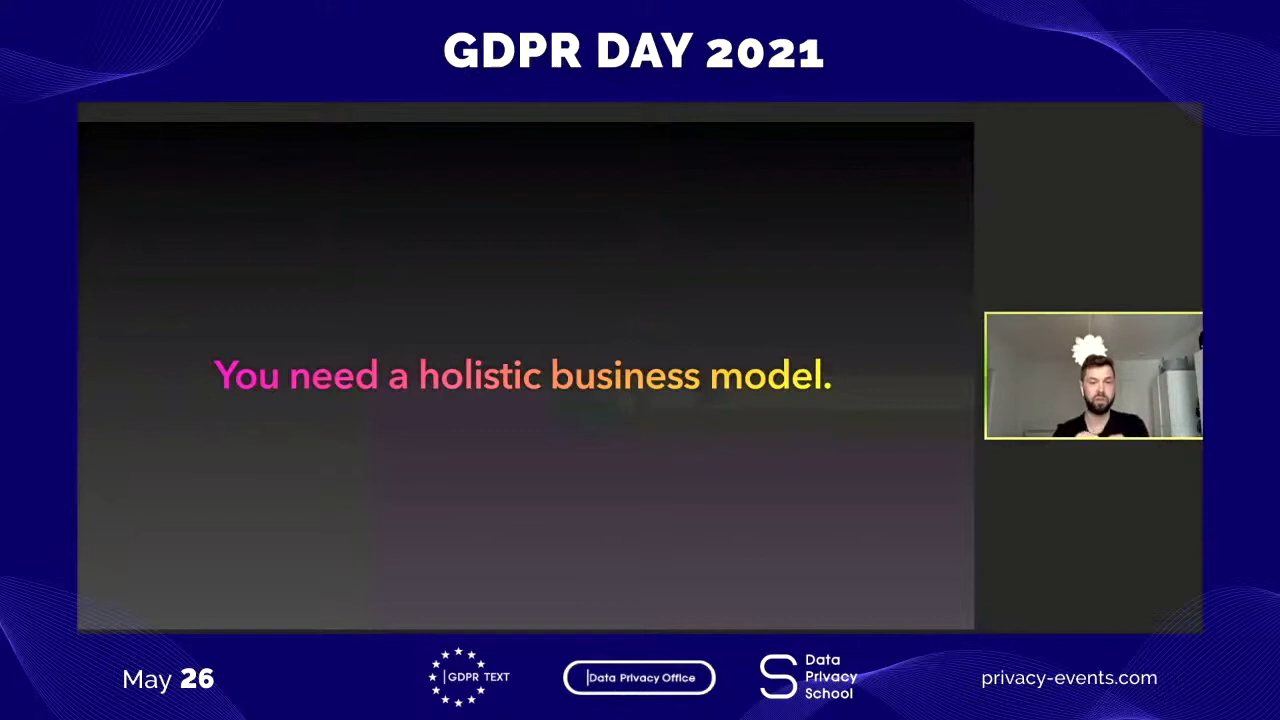 GDPR DAY 2021
You need a holistic business model.
May 26
GDPR TEXT
Data Privacy Office
Data
Privacy
School
privacy-events.com